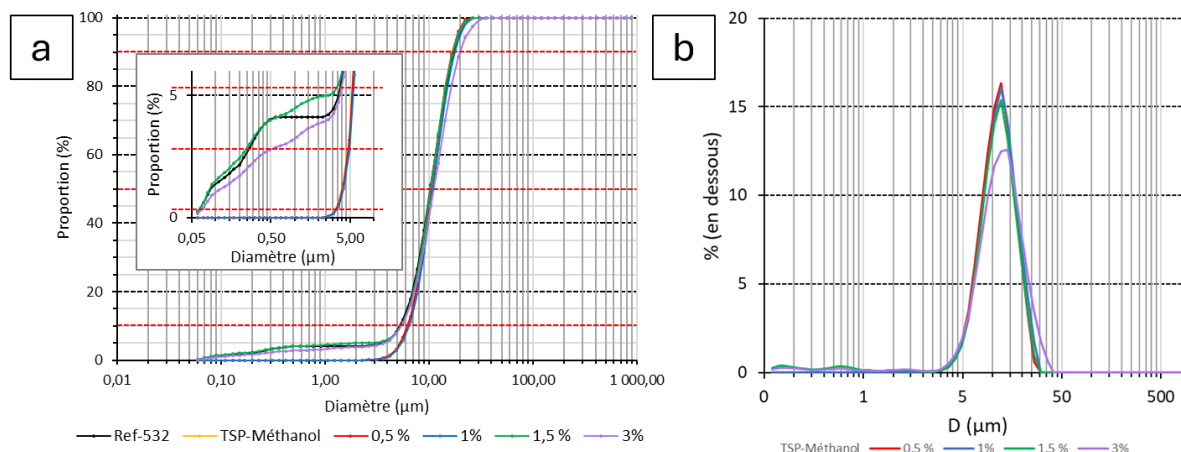 a
Proportion (%)
100
80
60
40
20
0
0,01
0,10
1,00
10,00
100,00
1 000,00
Diamètre (µm)
Proportion (%)
5
0
0,05
0,50
5,00
Diamètre (µm)
Ref-532 TSP-Méthanol 0,5 % 1% 1,5 % 3%
b
% (en dessous)
20
15
10
5
0
0
1
5
50
500
D (µm)
TSP-Méthanol 0.5 % 1% 1.5 % 3%